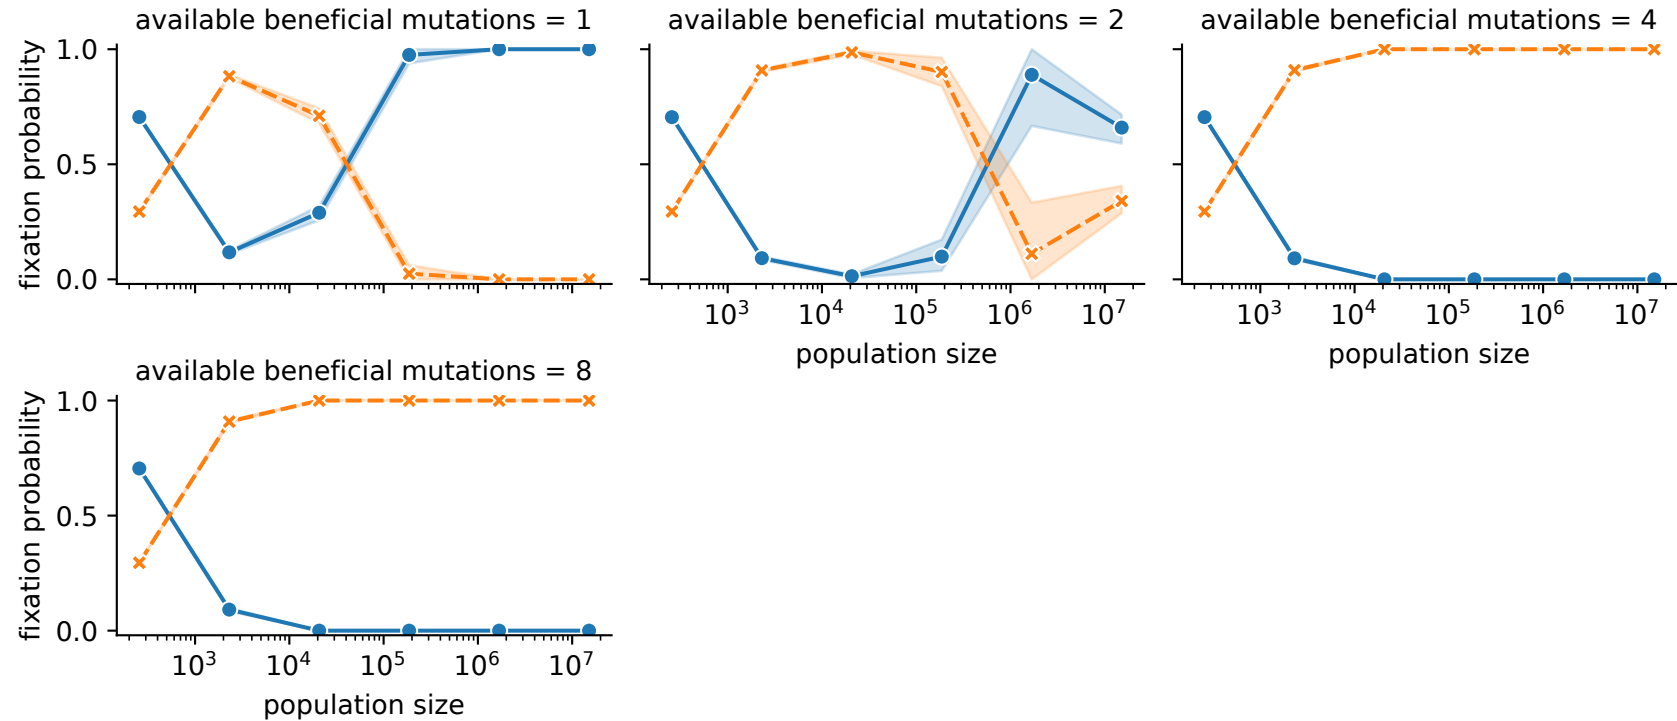 available beneficial mutations = 1
fixation probability
1.0
0.5
0.0
available beneficial mutations = 2
10³ 10⁴ 10⁵ 10⁶ 10⁷
population size
available beneficial mutations = 4
10³ 10⁴ 10⁵ 10⁶ 10⁷
population size
available beneficial mutations = 8
fixation probability
1.0
0.5
0.0
10³ 10⁴ 10⁵ 10⁶ 10⁷
population size